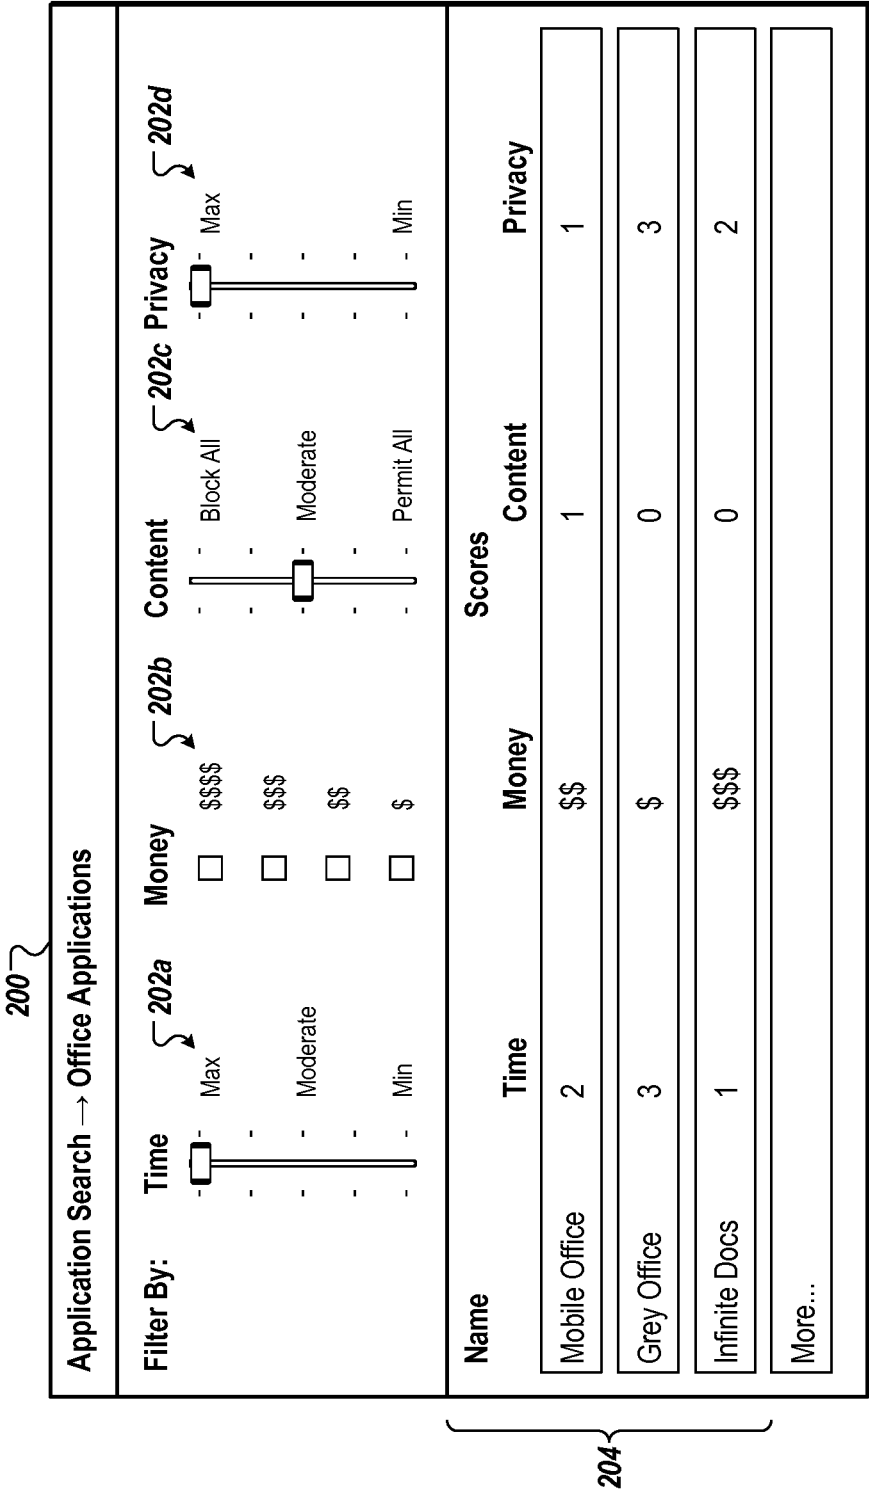 200
Application Search → Office Applications
Filter By: Time 202a Money 202b Content 202c Privacy 202d
Max $$$$ Block All Max
$$$
Moderate $$ Moderate
Min $ Permit All Min
Scores
Name Time Money Content Privacy
Mobile Office 2 $$ 1 1
Grey Office 3 $ 0 3
Infinite Docs 1 $$$ 0 2
More...
204